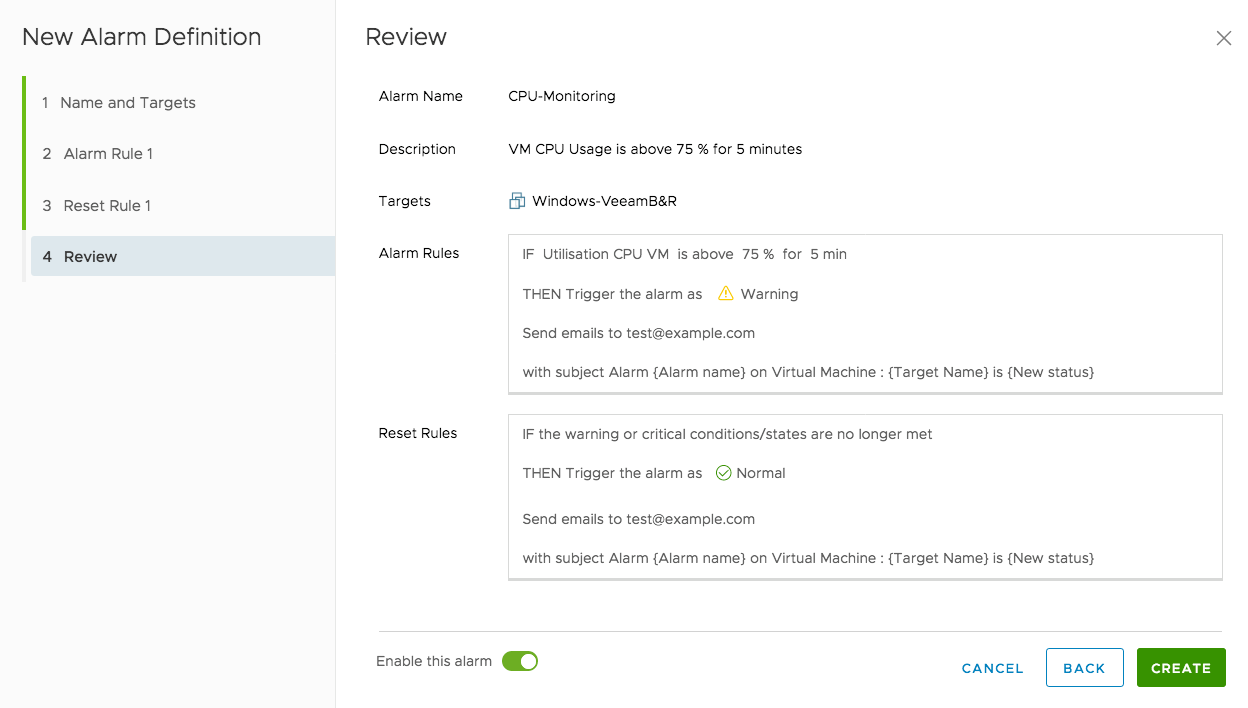 New Alarm Definition
1 Name and Targets
2 Alarm Rule 1
3 Reset Rule 1
4 Review
Review
Alarm Name CPU-Monitoring
Description VM CPU Usage is above 75 % for 5 minutes
Targets Windows-VeeamB&R
Alarm Rules IF Utilisation CPU VM is above 75 % for 5 min
THEN Trigger the alarm as Warning
Send emails to test@example.com
with subject Alarm {Alarm name} on Virtual Machine : {Target Name} is {New status}
Reset Rules IF the warning or critical conditions/states are no longer met
THEN Trigger the alarm as Normal
Send emails to test@example.com
with subject Alarm {Alarm name} on Virtual Machine : {Target Name} is {New status}
Enable this alarm
CANCEL BACK CREATE